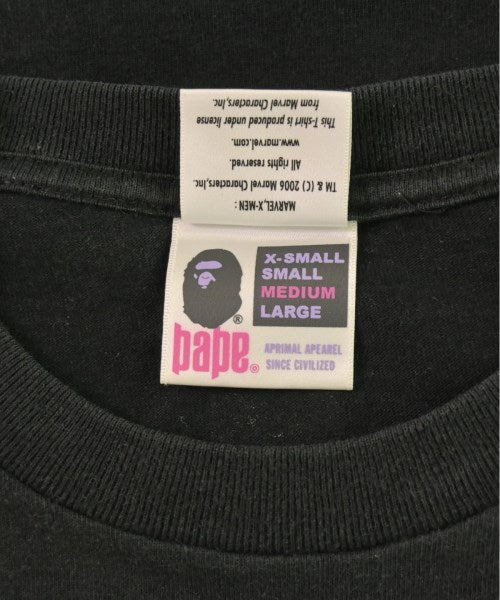 MARVEL,X-MEN :
TM & (C) 2006 Marvel Characters,Inc.
All rights reserved.
www.marvel.com
This T-shirt is produced under license
from Marvel Characters,Inc.
X-SMALL
SMALL
MEDIUM
LARGE
®
bape®
APRIMAL APEAREL
SINCE CIVILIZED